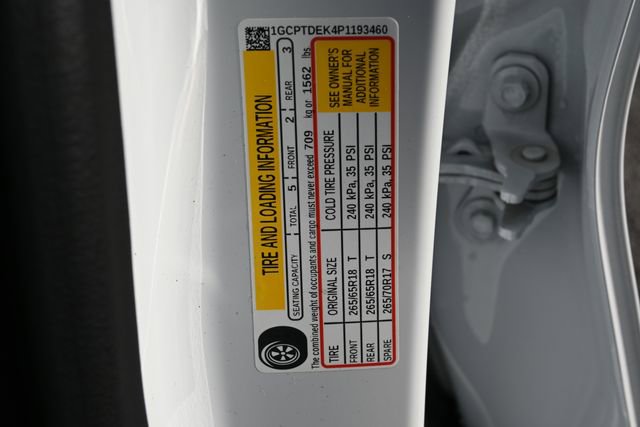 1GCPTDEK4P1193460
TIRE AND LOADING INFORMATION
SEATING CAPACITY TOTAL 5 FRONT 2 REAR 3
The combined weight of occupants and cargo must never exceed 709 kg or 1562 lbs
TIRE ORIGINAL SIZE COLD TIRE PRESSURE
FRONT 265/65R18 T 240 kPa, 35 PSI
REAR 265/65R18 T 240 kPa, 35 PSI
SPARE 265/70R17 S 240 kPa, 35 PSI
SEE OWNER'S
MANUAL FOR
ADDITIONAL
INFORMATION